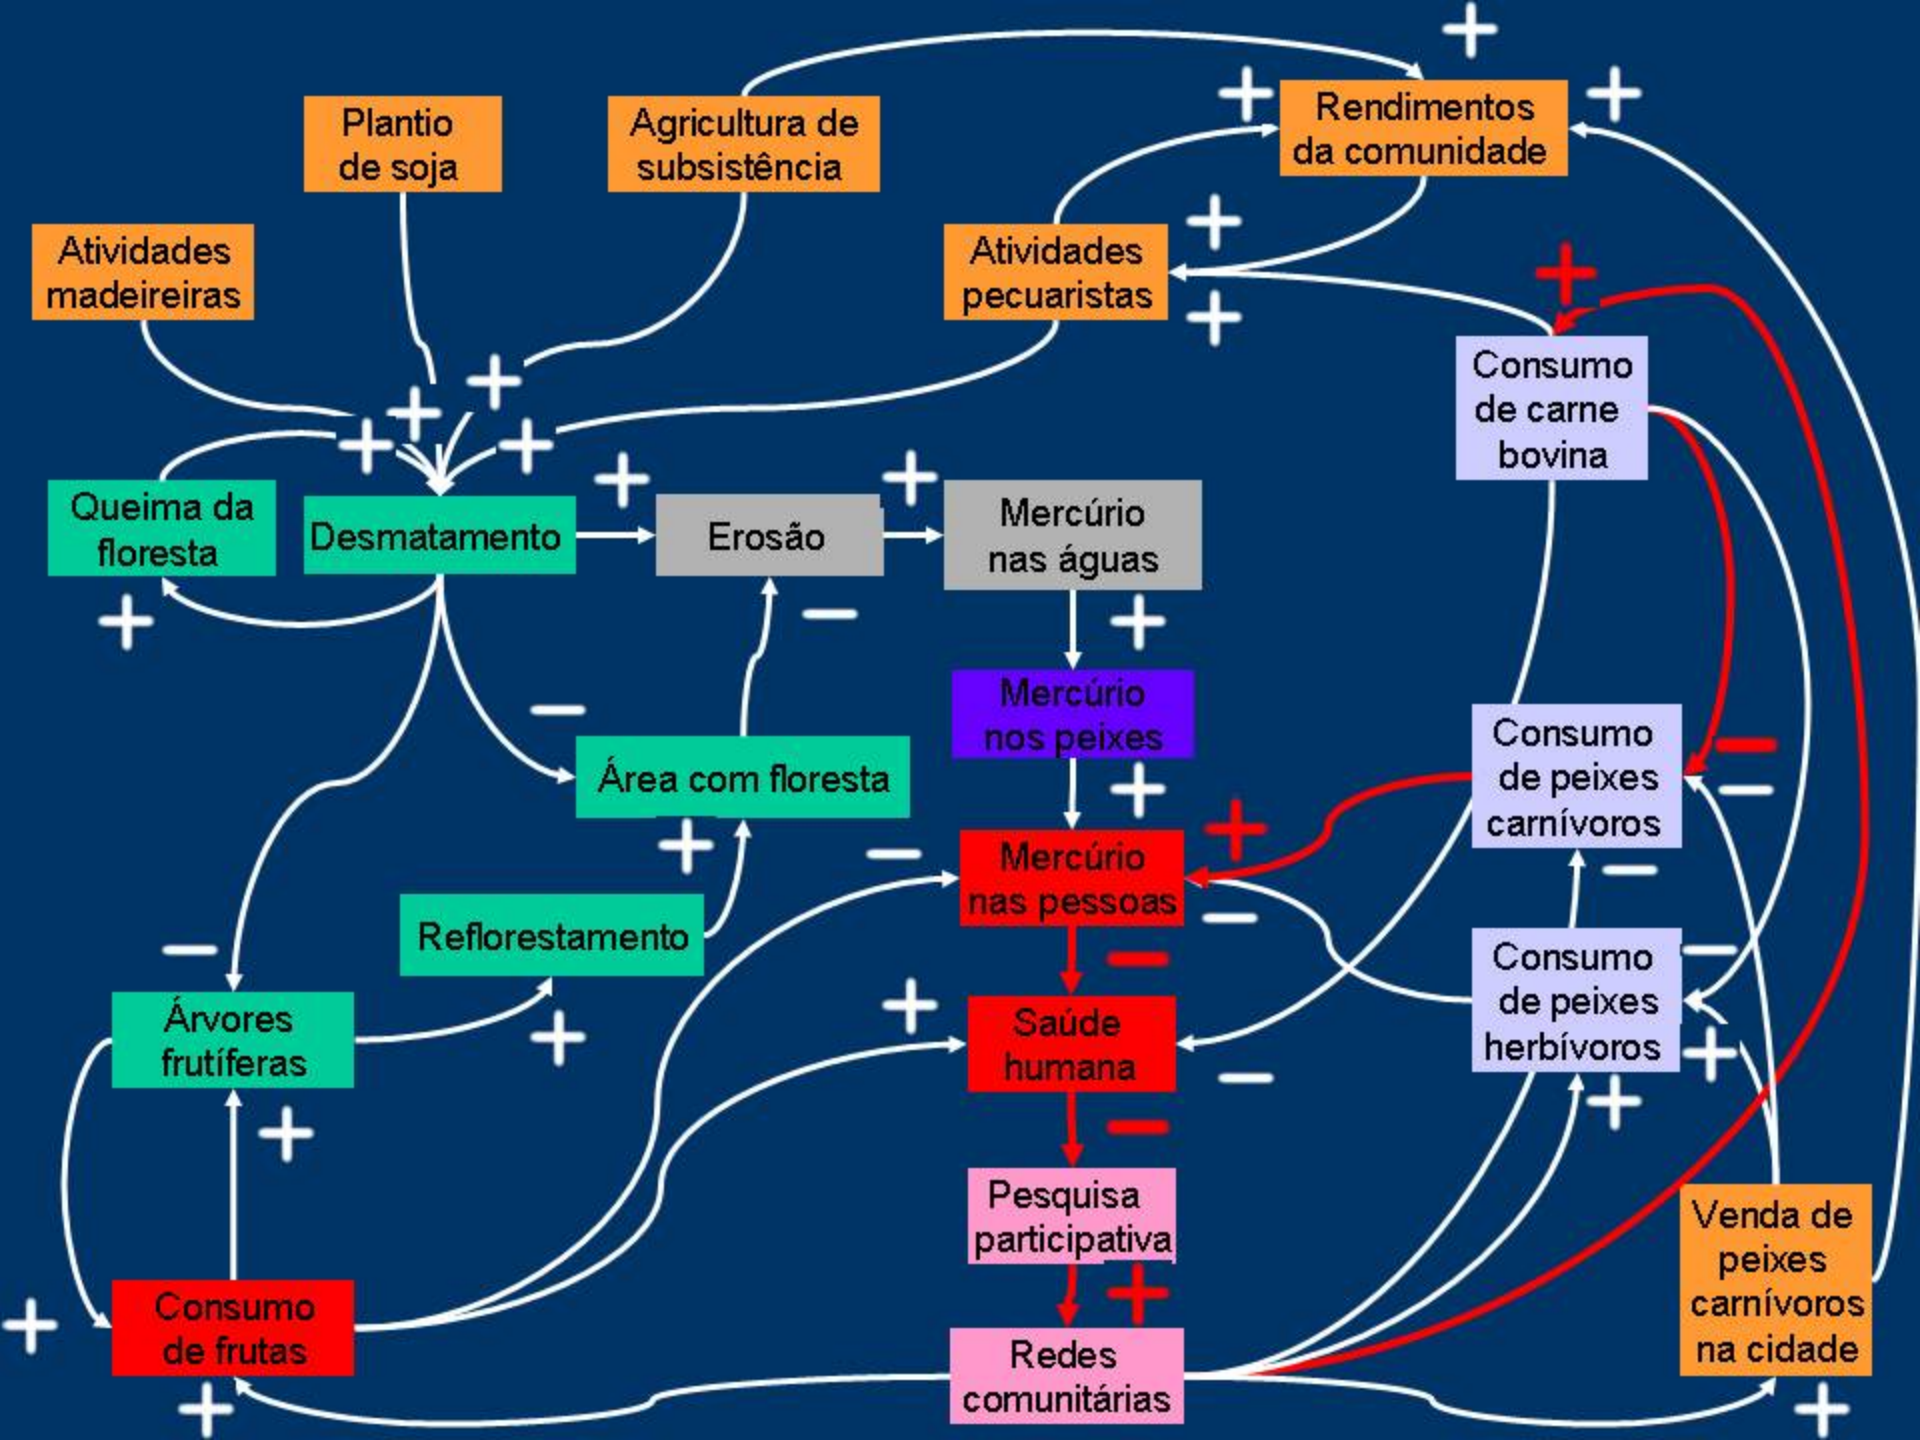 Plantio
de soja
Agricultura de
subsistência
Rendimentos
da comunidade
Atividades
madeireiras
Atividades
pecuaristas
Consumo
de carne
bovina
Queima da
floresta
Desmatamento
Erosão
Mercúrio
nas águas
Mercúrio
nos peixes
Consumo
de peixes
carnívoros
Área com floresta
Mercúrio
nas pessoas
Reflorestamento
Consumo
de peixes
herbívoros
Árvores
frutíferas
Saúde
humana
Pesquisa
participativa
Venda de
peixes
carnívoros
na cidade
Consumo
de frutas
Redes
comunitárias